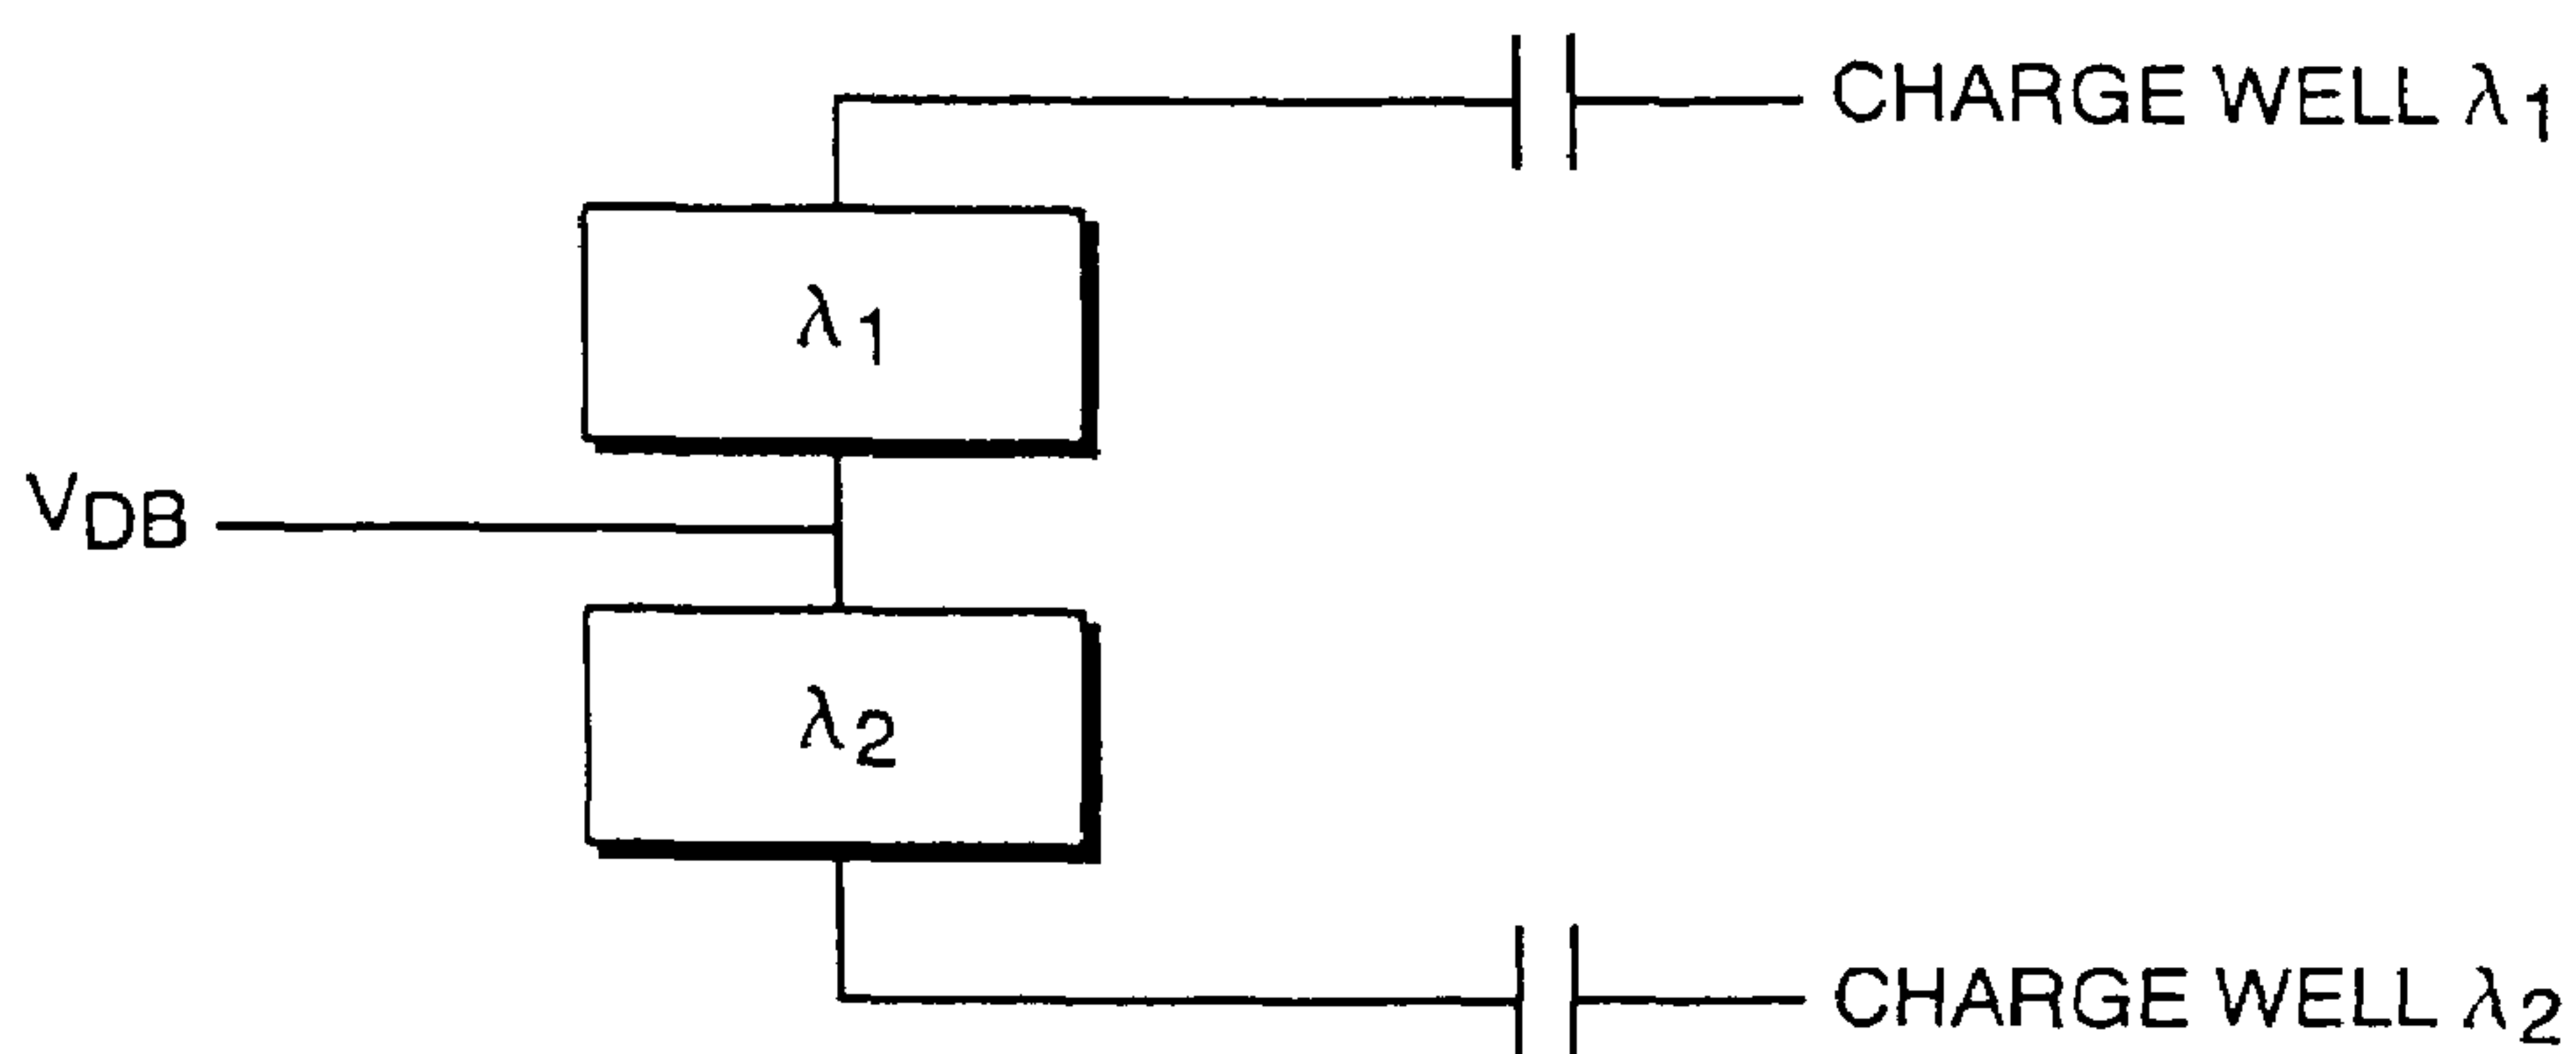 CHARGE WELL λ1
λ1
VDB
λ2
CHARGE WELL λ2